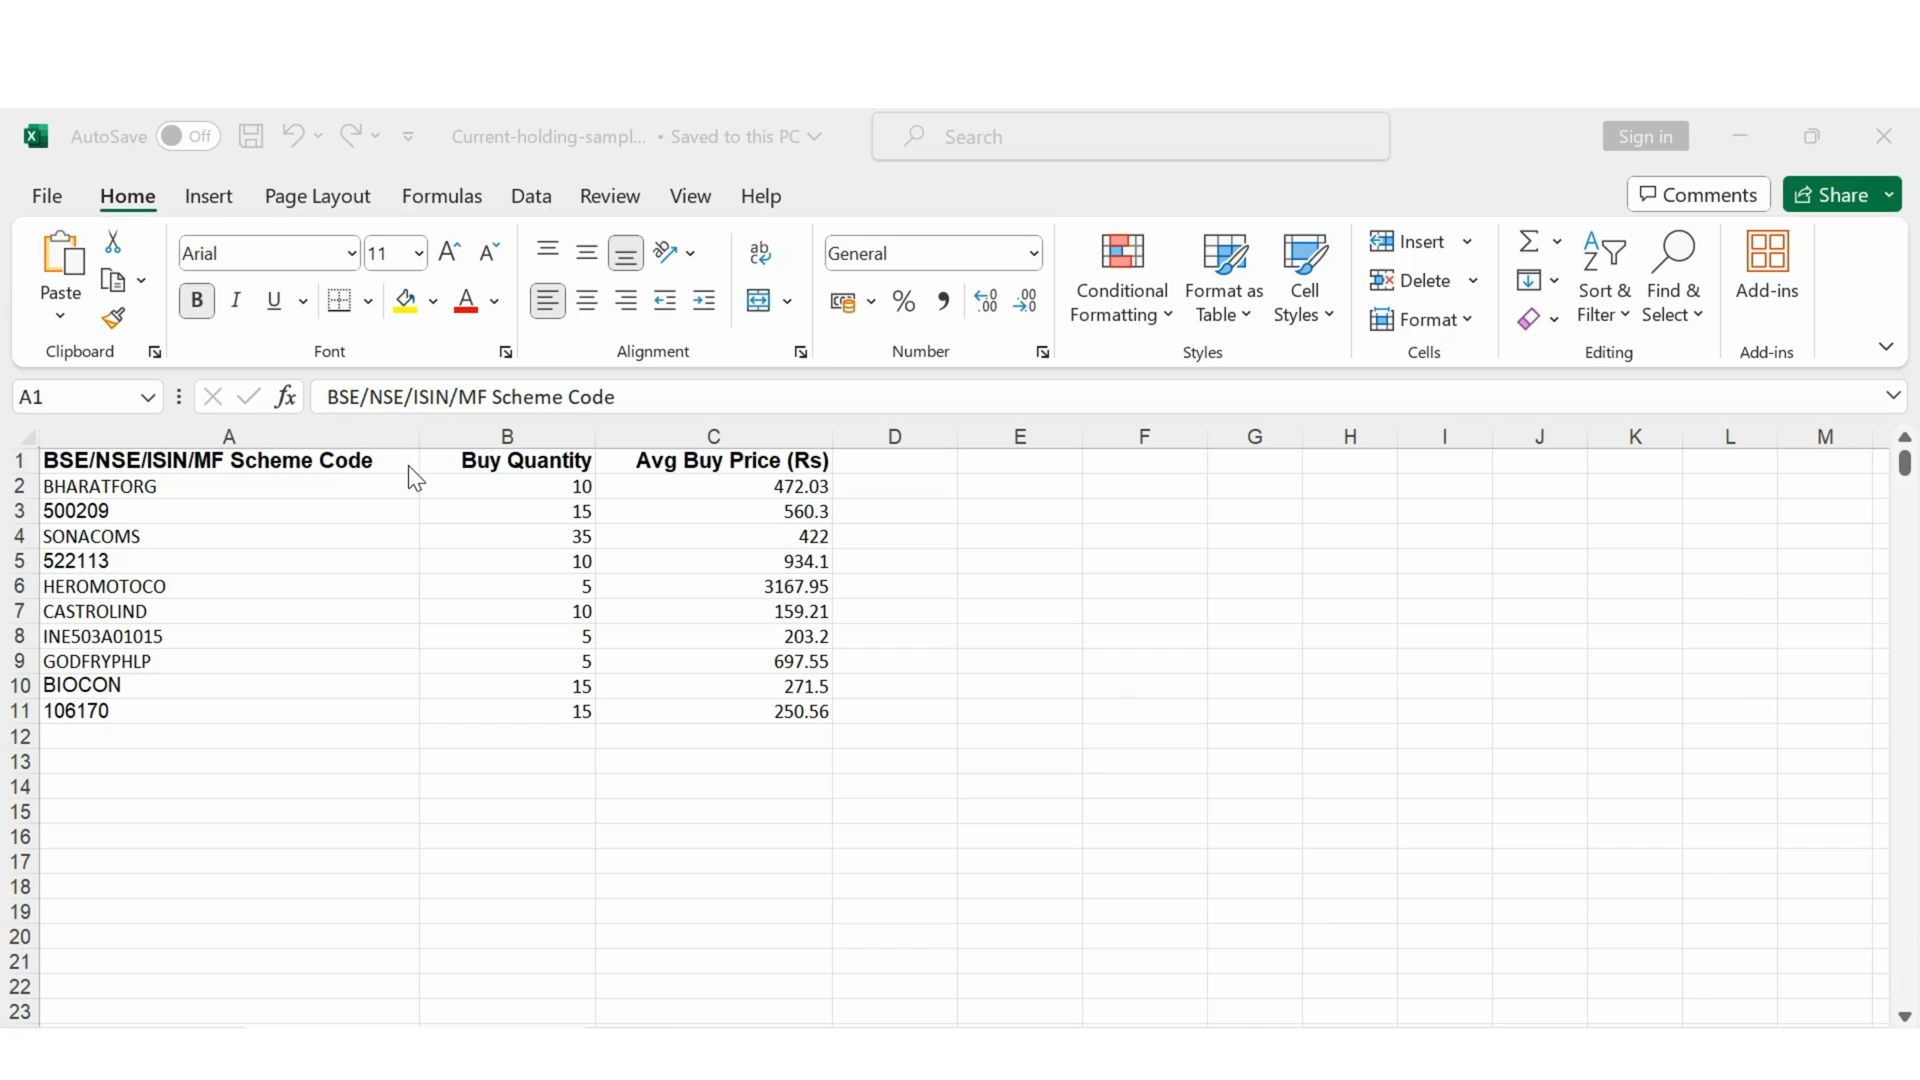 AutoSave Off Current-holding-sampl... • Saved to this PC Search Sign in
File Home Insert Page Layout Formulas Data Review View Help Comments Share
Paste Arial 11 General Conditional Formatting Format as Table Cell Styles Insert Delete Format Sort & Filter Find & Select Add-ins
Clipboard Font Alignment Number Styles Cells Editing Add-ins
A1 fx BSE/NSE/ISIN/MF Scheme Code
A B C D E F G H I J K L M
1 BSE/NSE/ISIN/MF Scheme Code Buy Quantity Avg Buy Price (Rs)
2 BHARATFORG 10 472.03
3 500209 15 560.3
4 SONACOMS 35 422
5 522113 10 934.1
6 HEROMOTOCO 5 3167.95
7 CASTROLIND 10 159.21
8 INE503A01015 5 203.2
9 GODFRYPHLP 5 697.55
10 BIOCON 15 271.5
11 106170 15 250.56
12
13
14
15
16
17
18
19
20
21
22
23